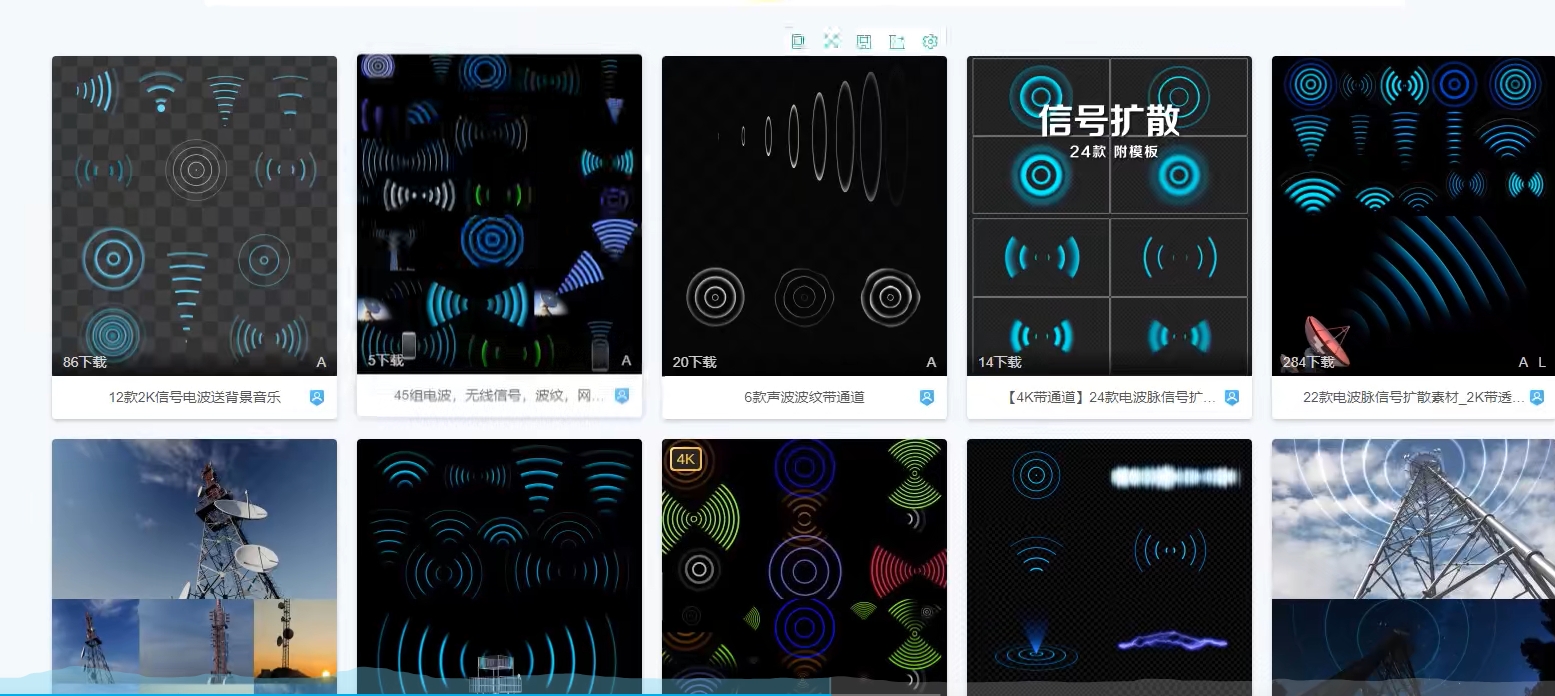 信号扩散
24款 附模板
86下载
A
5下载
A
20下载
A
14下载
284下载
A L
12款2K信号电波送背景音乐
45组电波，无线信号，波纹，网...
6款声波波纹带通道
【4K带通道】24款电波脉信号扩...
22款电波脉信号扩散素材_2K带透...
4K